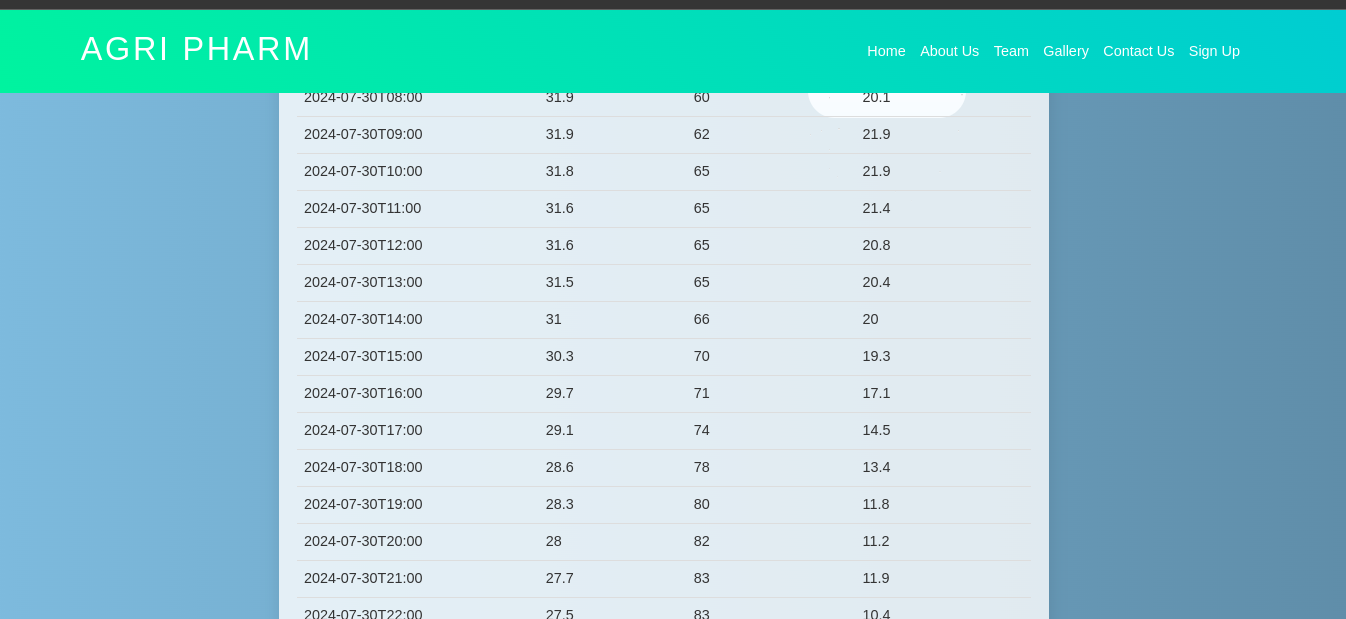 AGRI PHARM Home About Us Team Gallery Contact Us Sign Up
2024-07-30T08:00 31.9 60 20.1
2024-07-30T09:00 31.9 62 21.9
2024-07-30T10:00 31.8 65 21.9
2024-07-30T11:00 31.6 65 21.4
2024-07-30T12:00 31.6 65 20.8
2024-07-30T13:00 31.5 65 20.4
2024-07-30T14:00 31 66 20
2024-07-30T15:00 30.3 70 19.3
2024-07-30T16:00 29.7 71 17.1
2024-07-30T17:00 29.1 74 14.5
2024-07-30T18:00 28.6 78 13.4
2024-07-30T19:00 28.3 80 11.8
2024-07-30T20:00 28 82 11.2
2024-07-30T21:00 27.7 83 11.9
2024-07-30T22:00 27.5 83 10.4